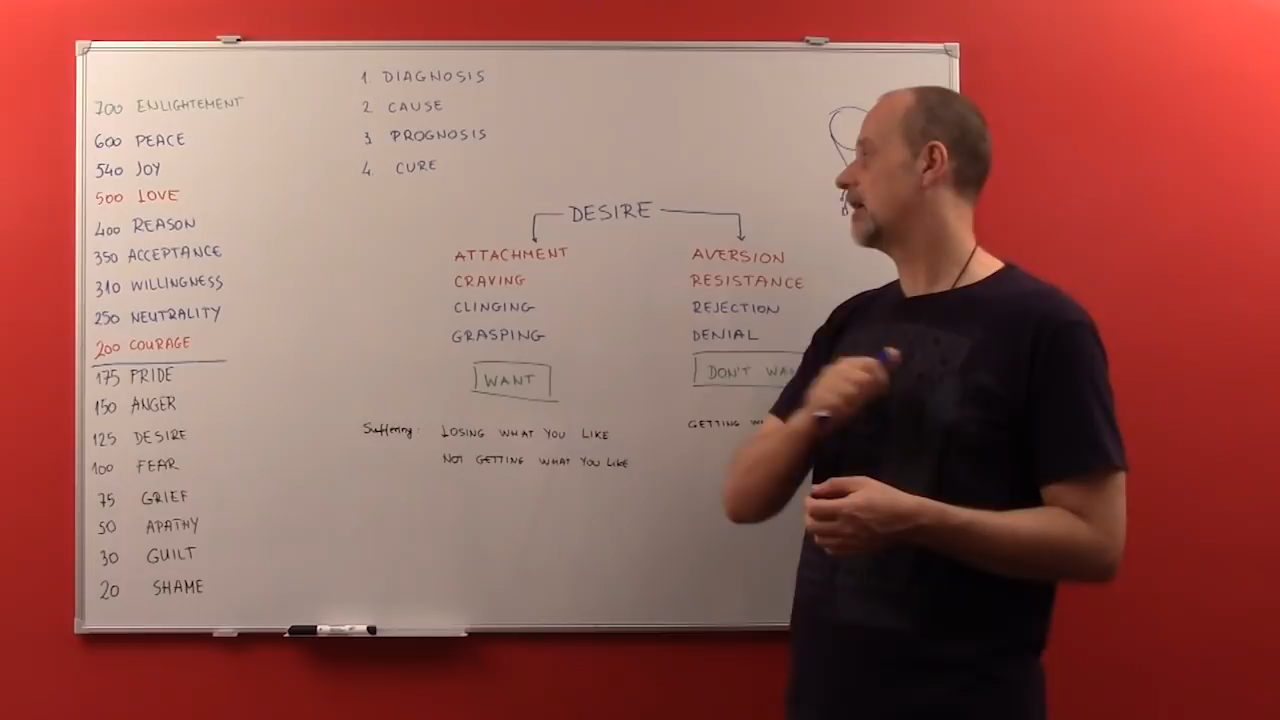 700 ENLIGHTEMENT
600 PEACE
540 JOY
500 LOVE
400 REASON
350 ACCEPTANCE
310 WILLINGNESS
250 NEUTRALITY
200 COURAGE
175 PRIDE
150 ANGER
125 DESIRE
100 FEAR
75 GRIEF
50 APATHY
30 GUILT
20 SHAME
1. DIAGNOSIS
2 CAUSE
3 PROGNOSIS
4. CURE
DESIRE
ATTACHMENT
CRAVING
CLINGING
GRASPING
WANT
AVERSION
RESISTANCE
REJECTION
DENIAL
DON'T
Suffering: LOSING WHAT YOU LIKE
NOT GETTING WHAT YOU LIKE
GETTING